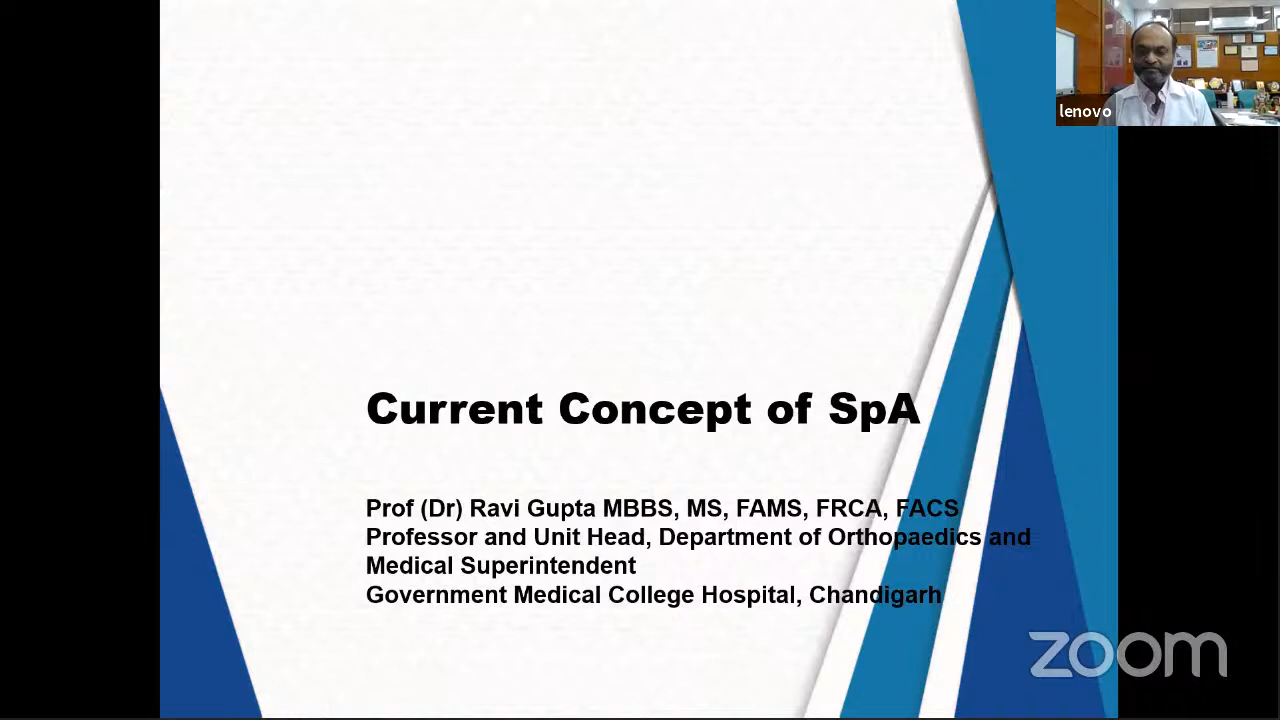 lenovo
Current Concept of SpA
Prof (Dr) Ravi Gupta MBBS, MS, FAMS, FRCA, FACS
Professor and Unit Head, Department of Orthopaedics and
Medical Superintendent
Government Medical College Hospital, Chandigarh
zoom